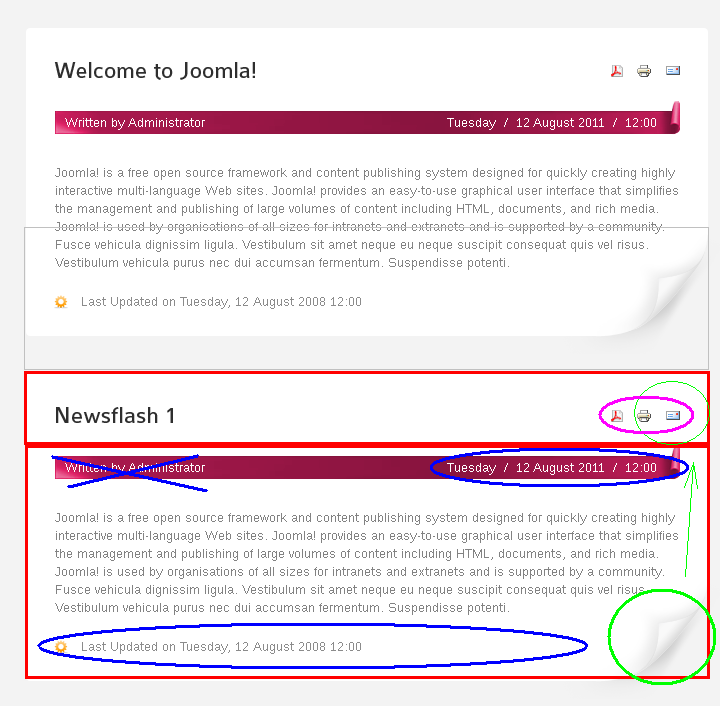 Welcome to Joomla!
Written by Administrator Tuesday / 12 August 2011 / 12:00
Joomla! is a free open source framework and content publishing system designed for quickly creating highly
interactive multi-language Web sites. Joomla! provides an easy-to-use graphical user interface that simplifies
the management and publishing of large volumes of content including HTML, documents, and rich media.
Joomla! is used by organisations of all sizes for intranets and extranets and is supported by a community.
Fusce vehicula dignissim ligula. Vestibulum sit amet neque eu neque suscipit consequat quis vel risus.
Vestibulum vehicula purus nec dui accumsan fermentum. Suspendisse potenti.
Last Updated on Tuesday, 12 August 2008 12:00
Newsflash 1
Written by Administrator Tuesday / 12 August 2011 / 12:00
Joomla! is a free open source framework and content publishing system designed for quickly creating highly
interactive multi-language Web sites. Joomla! provides an easy-to-use graphical user interface that simplifies
the management and publishing of large volumes of content including HTML, documents, and rich media.
Joomla! is used by organisations of all sizes for intranets and extranets and is supported by a community.
Fusce vehicula dignissim ligula. Vestibulum sit amet neque eu neque suscipit consequat quis vel risus.
Vestibulum vehicula purus nec dui accumsan fermentum. Suspendisse potenti.
Last Updated on Tuesday, 12 August 2008 12:00